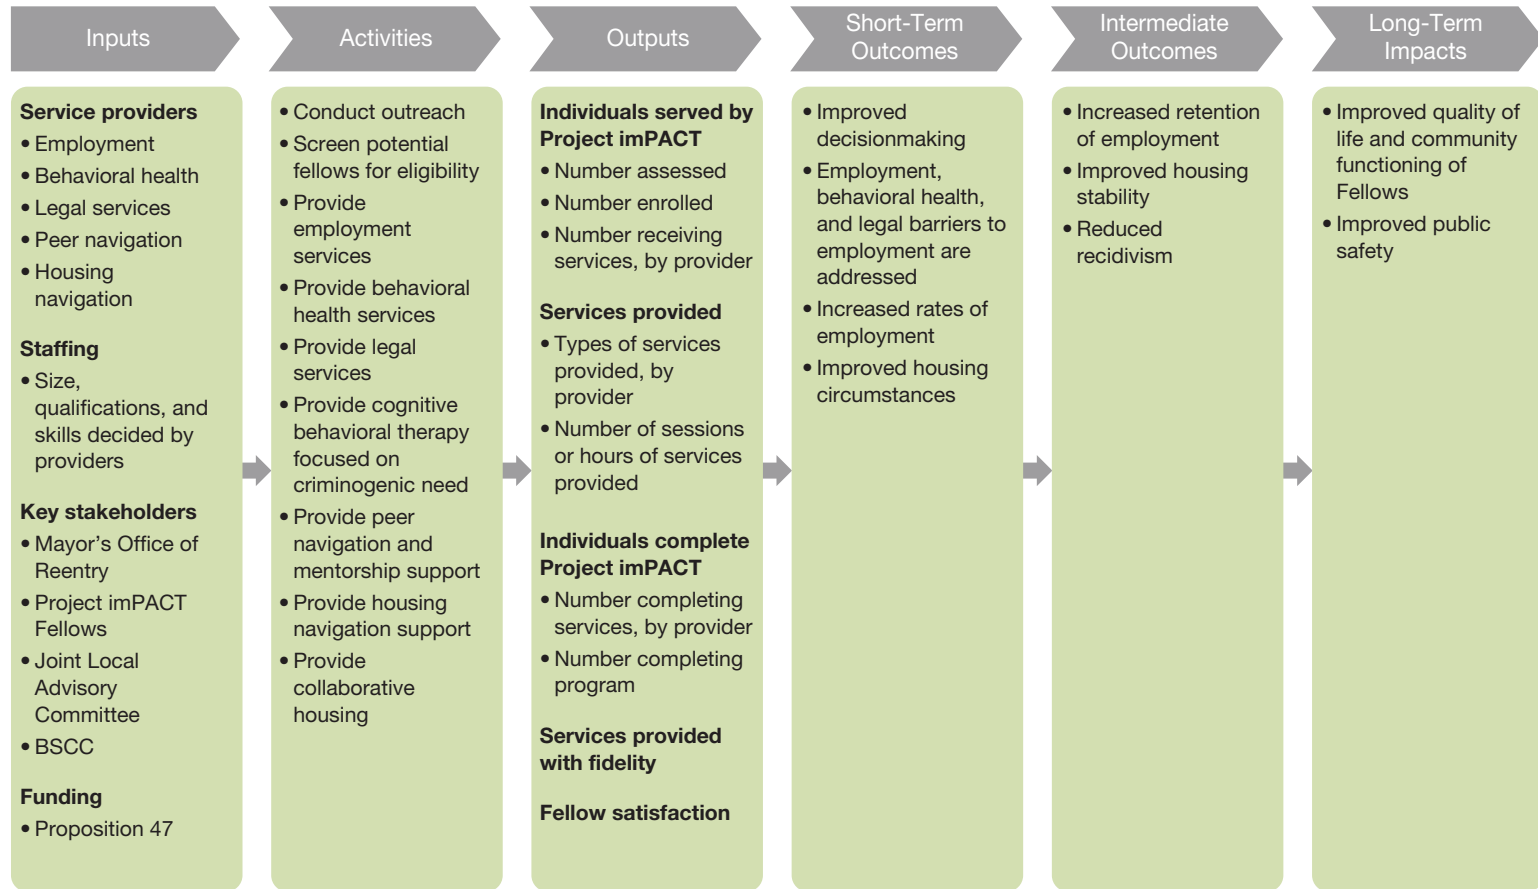 Inputs
Activities
Outputs
Short-Term
Outcomes
Intermediate
Outcomes
Long-Term
Impacts
Service providers
• Employment
• Behavioral health
• Legal services
• Peer navigation
• Housing
navigation
Staffing
• Size,
qualifications, and
skills decided by
providers
Key stakeholders
• Mayor’s Office of
Reentry
• Project imPACT
Fellows
• Joint Local
Advisory
Committee
• BSCC
Funding
• Proposition 47
• Conduct outreach
• Screen potential
fellows for eligibility
• Provide
employment
services
• Provide behavioral
health services
• Provide legal
services
• Provide cognitive
behavioral therapy
focused on
criminogenic need
• Provide peer
navigation and
mentorship support
• Provide housing
navigation support
• Provide
collaborative
housing
Individuals served by
Project imPACT
• Number assessed
• Number enrolled
• Number receiving
services, by provider
Services provided
• Types of services
provided, by
provider
• Number of sessions
or hours of services
provided
Individuals complete
Project imPACT
• Number completing
services, by provider
• Number completing
program
Services provided
with fidelity
Fellow satisfaction
• Improved
decisionmaking
• Employment,
behavioral health,
and legal barriers to
employment are
addressed
• Increased rates of
employment
• Improved housing
circumstances
• Increased retention
of employment
• Improved housing
stability
• Reduced
recidivism
• Improved quality of
life and community
functioning of
Fellows
• Improved public
safety